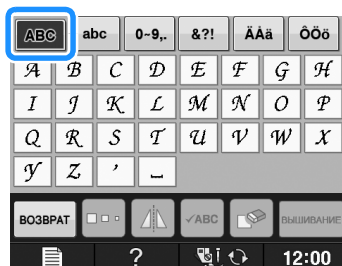 ABC abc 0~9,. &?! ÄÅä ÔÖö
A B C D E F G H
I J K L M N O P
Q R S T U V W X
Y Z ’ ⎵
ВОЗВРАТ ✓ABC ВЫШИВАНИЕ
? 12:00